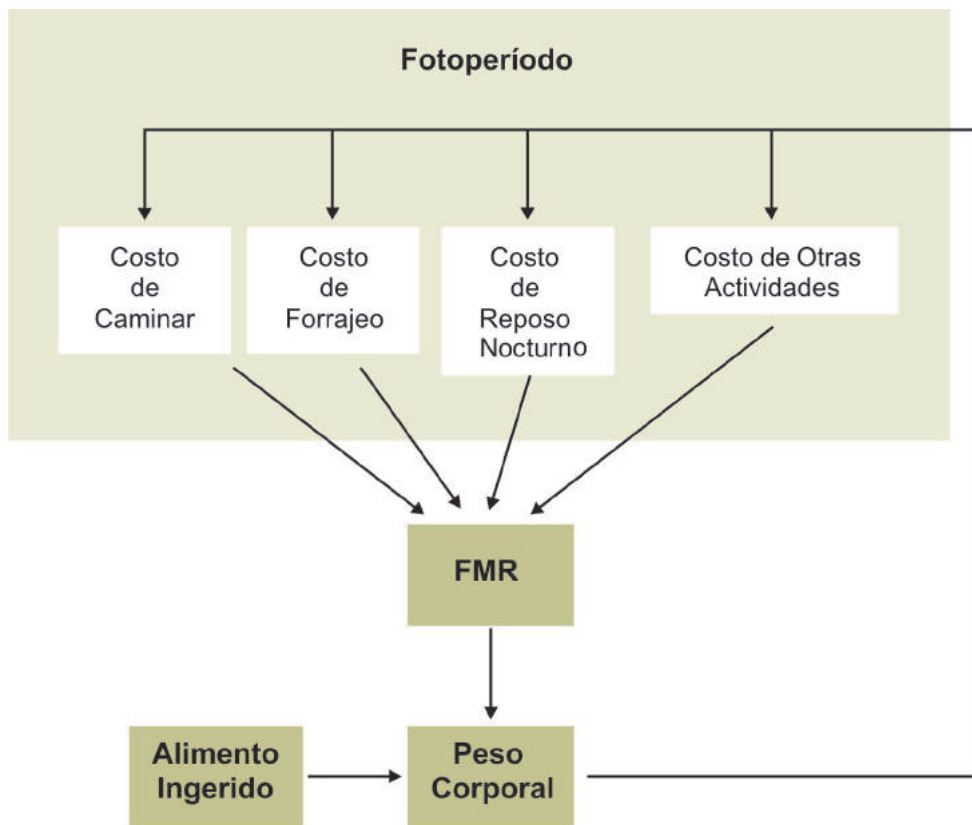 Fotoperíodo
Costo
de
Caminar
Costo
de
Forrajeo
Costo
de
Reposo
Nocturno
Costo de Otras
Actividades
FMR
Alimento
Ingerido
Peso
Corporal